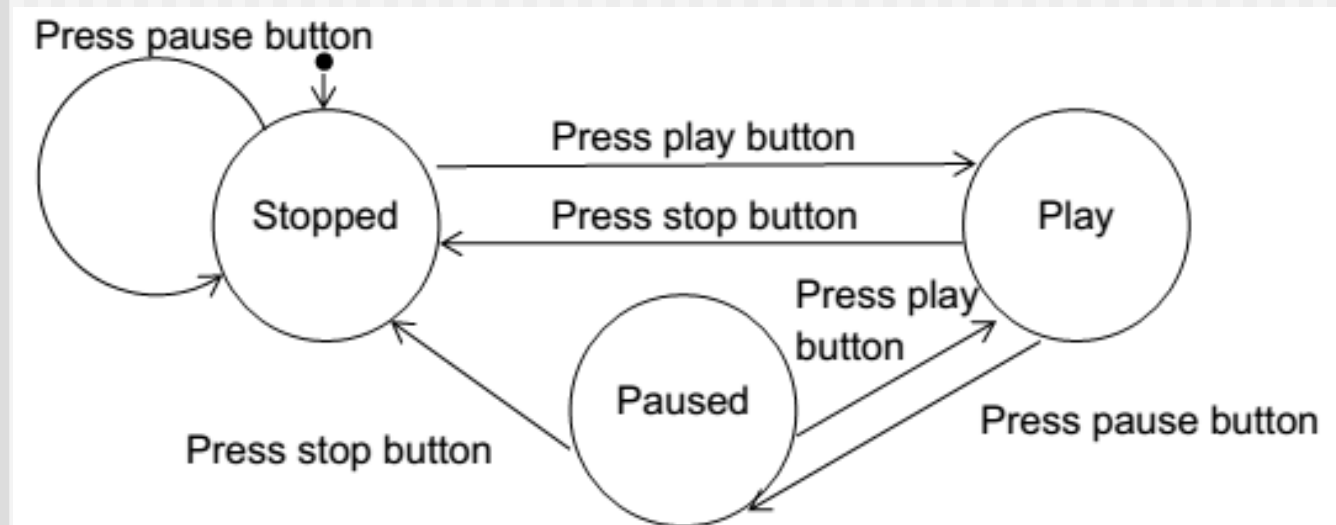 Press pause button
Press play button
Stopped
Press stop button
Play
Press play
button
Paused
Press pause button
Press stop button